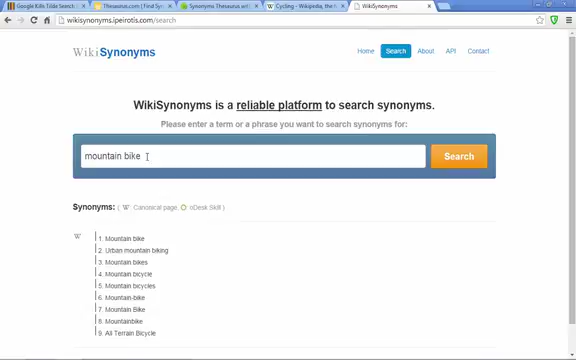 Google Kills Tilda Search
Thesaurus.com | Find Syn
Synonyms Thesaurus wit
Cycling - Wikipedia, the f
WikiSynonyms
wikisynonyms.ipeirotis.com/search
WikiSynonyms
Home
Search
About
API
Contact
WikiSynonyms is a reliable platform to search synonyms.
Please enter a term or a phrase you want to search synonyms for:
mountain bike
Search
Synonyms: ( W Canonical page, oDesk Skill )
W
1. Mountain bike
2. Urban mountain biking
3. Mountain bikes
4. Mountain bicycle
5. Mountain bicycles
6. Mountain-bike
7. Mountain Bike
8. Mountainbike
9. All Terrain Bicycle